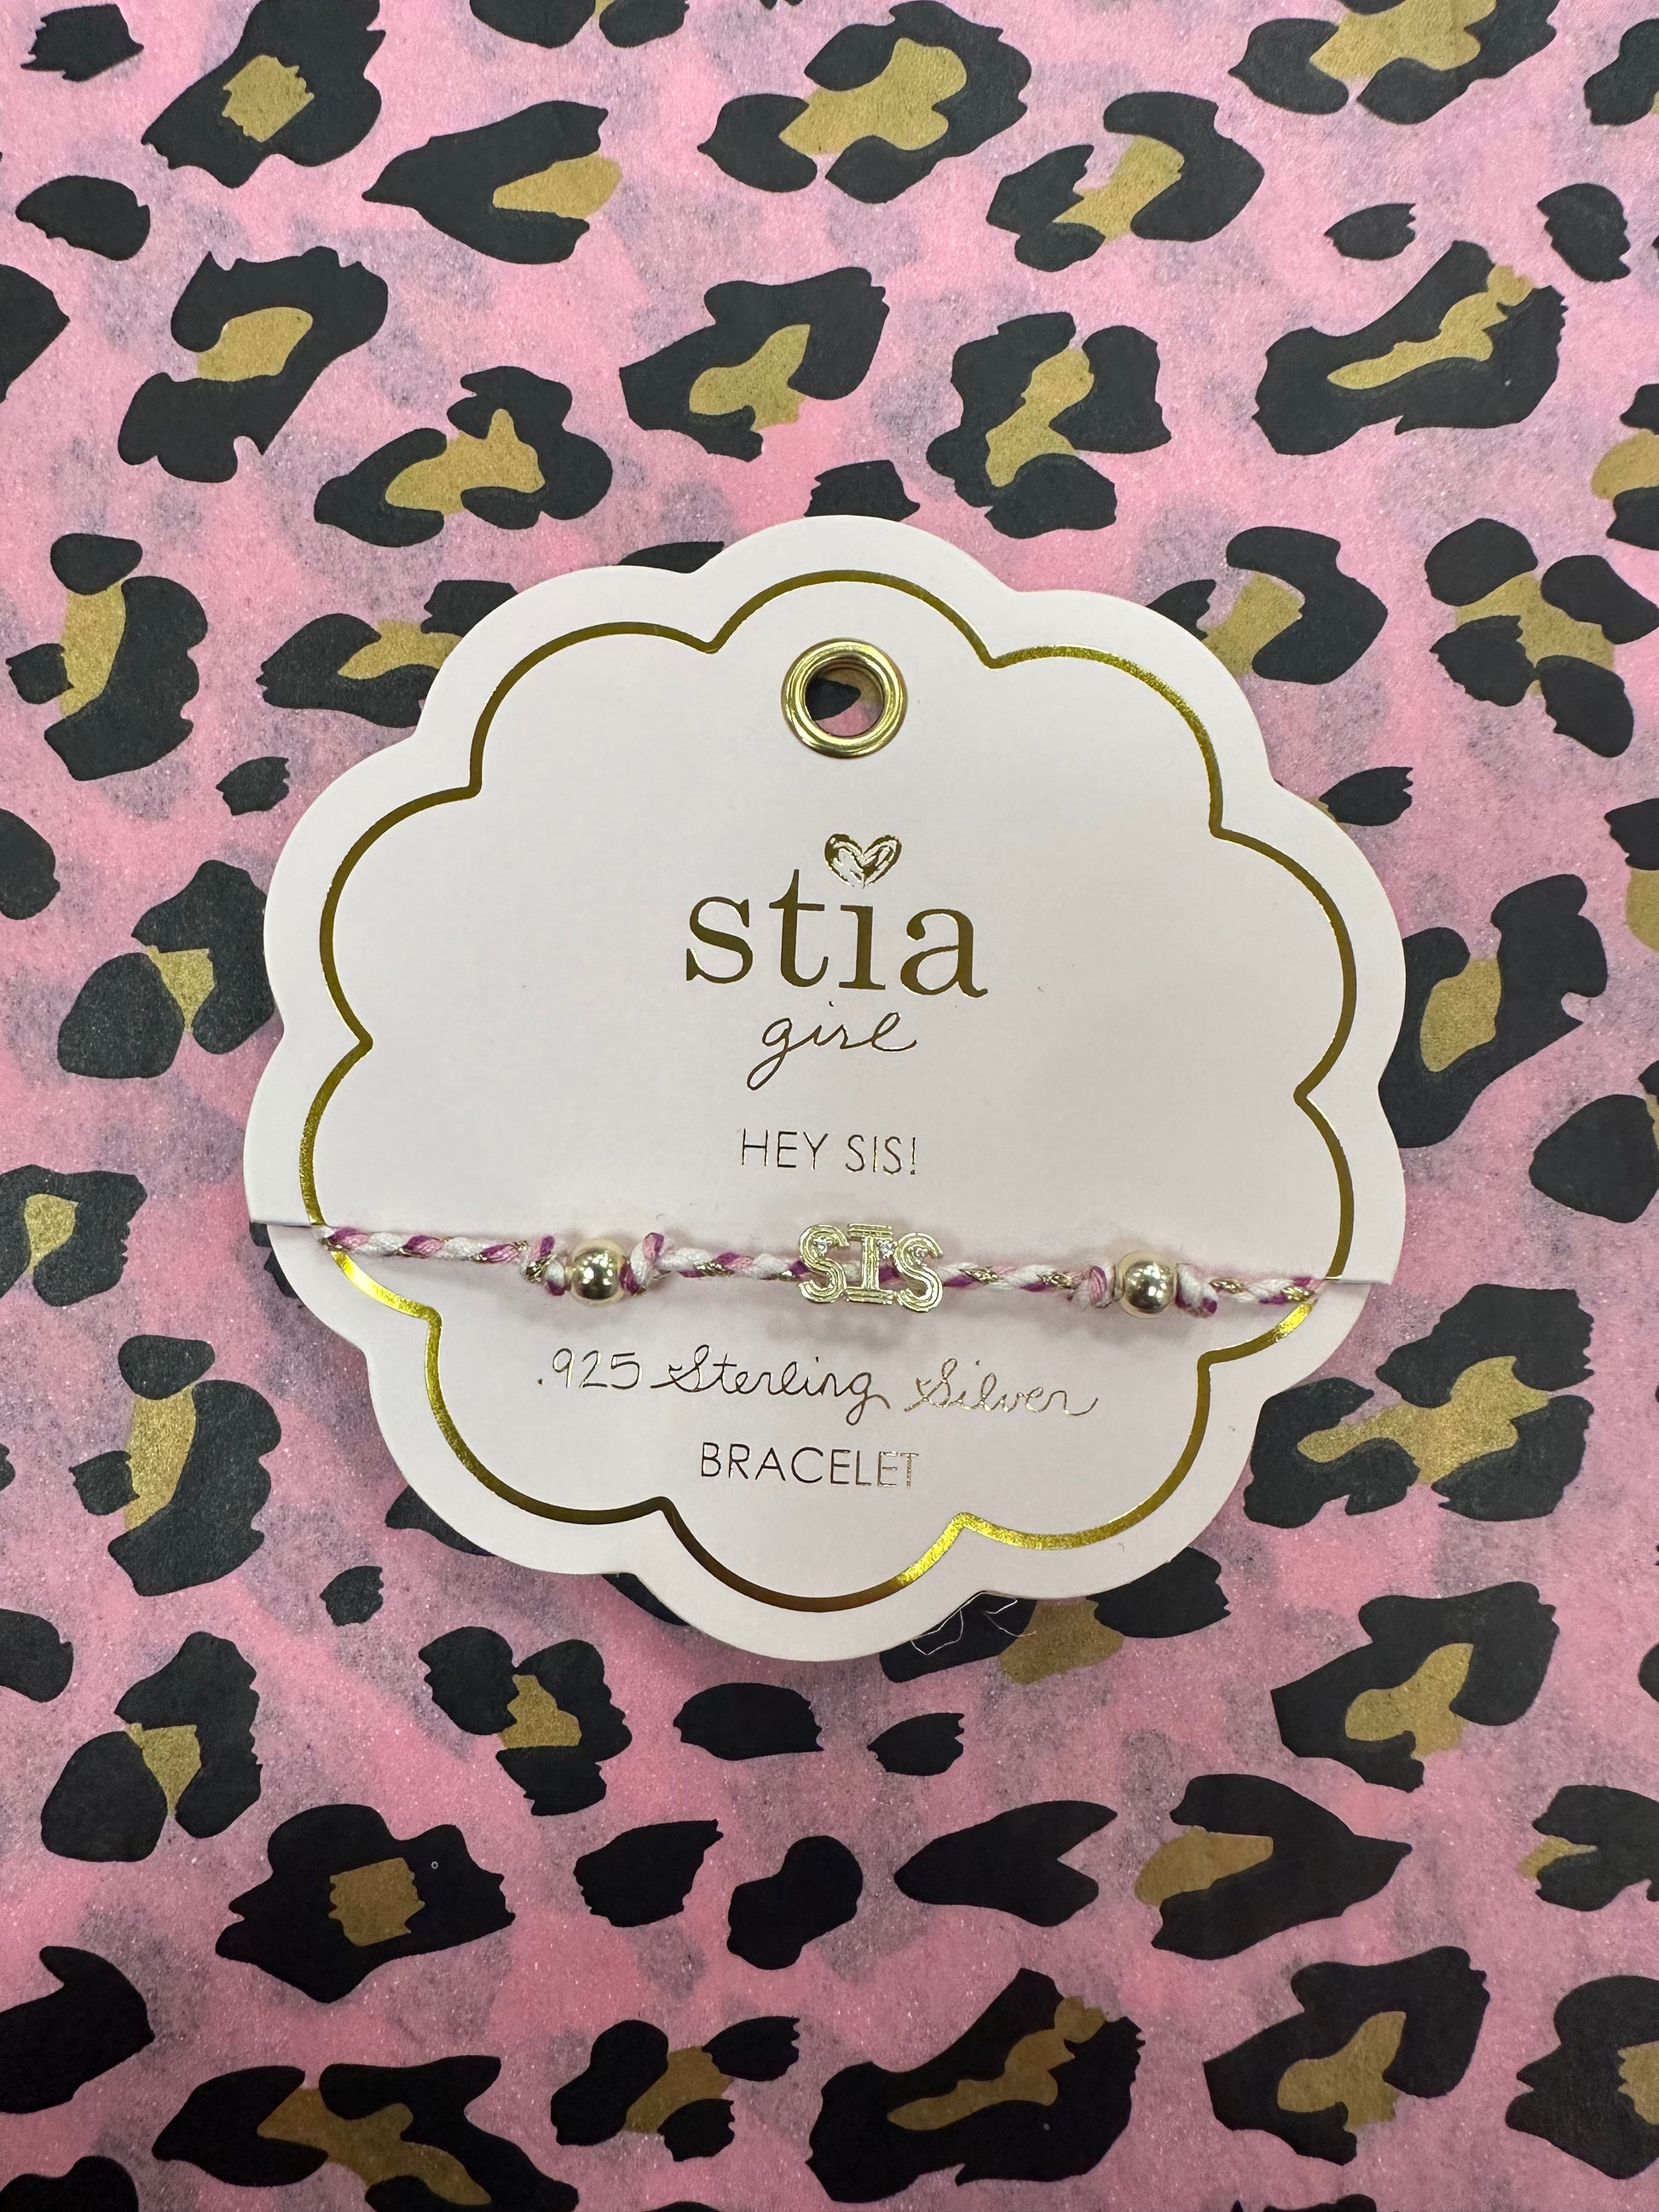 stia
girl
HEY SIS!
SIS
.925 Sterling Silver
BRACELET